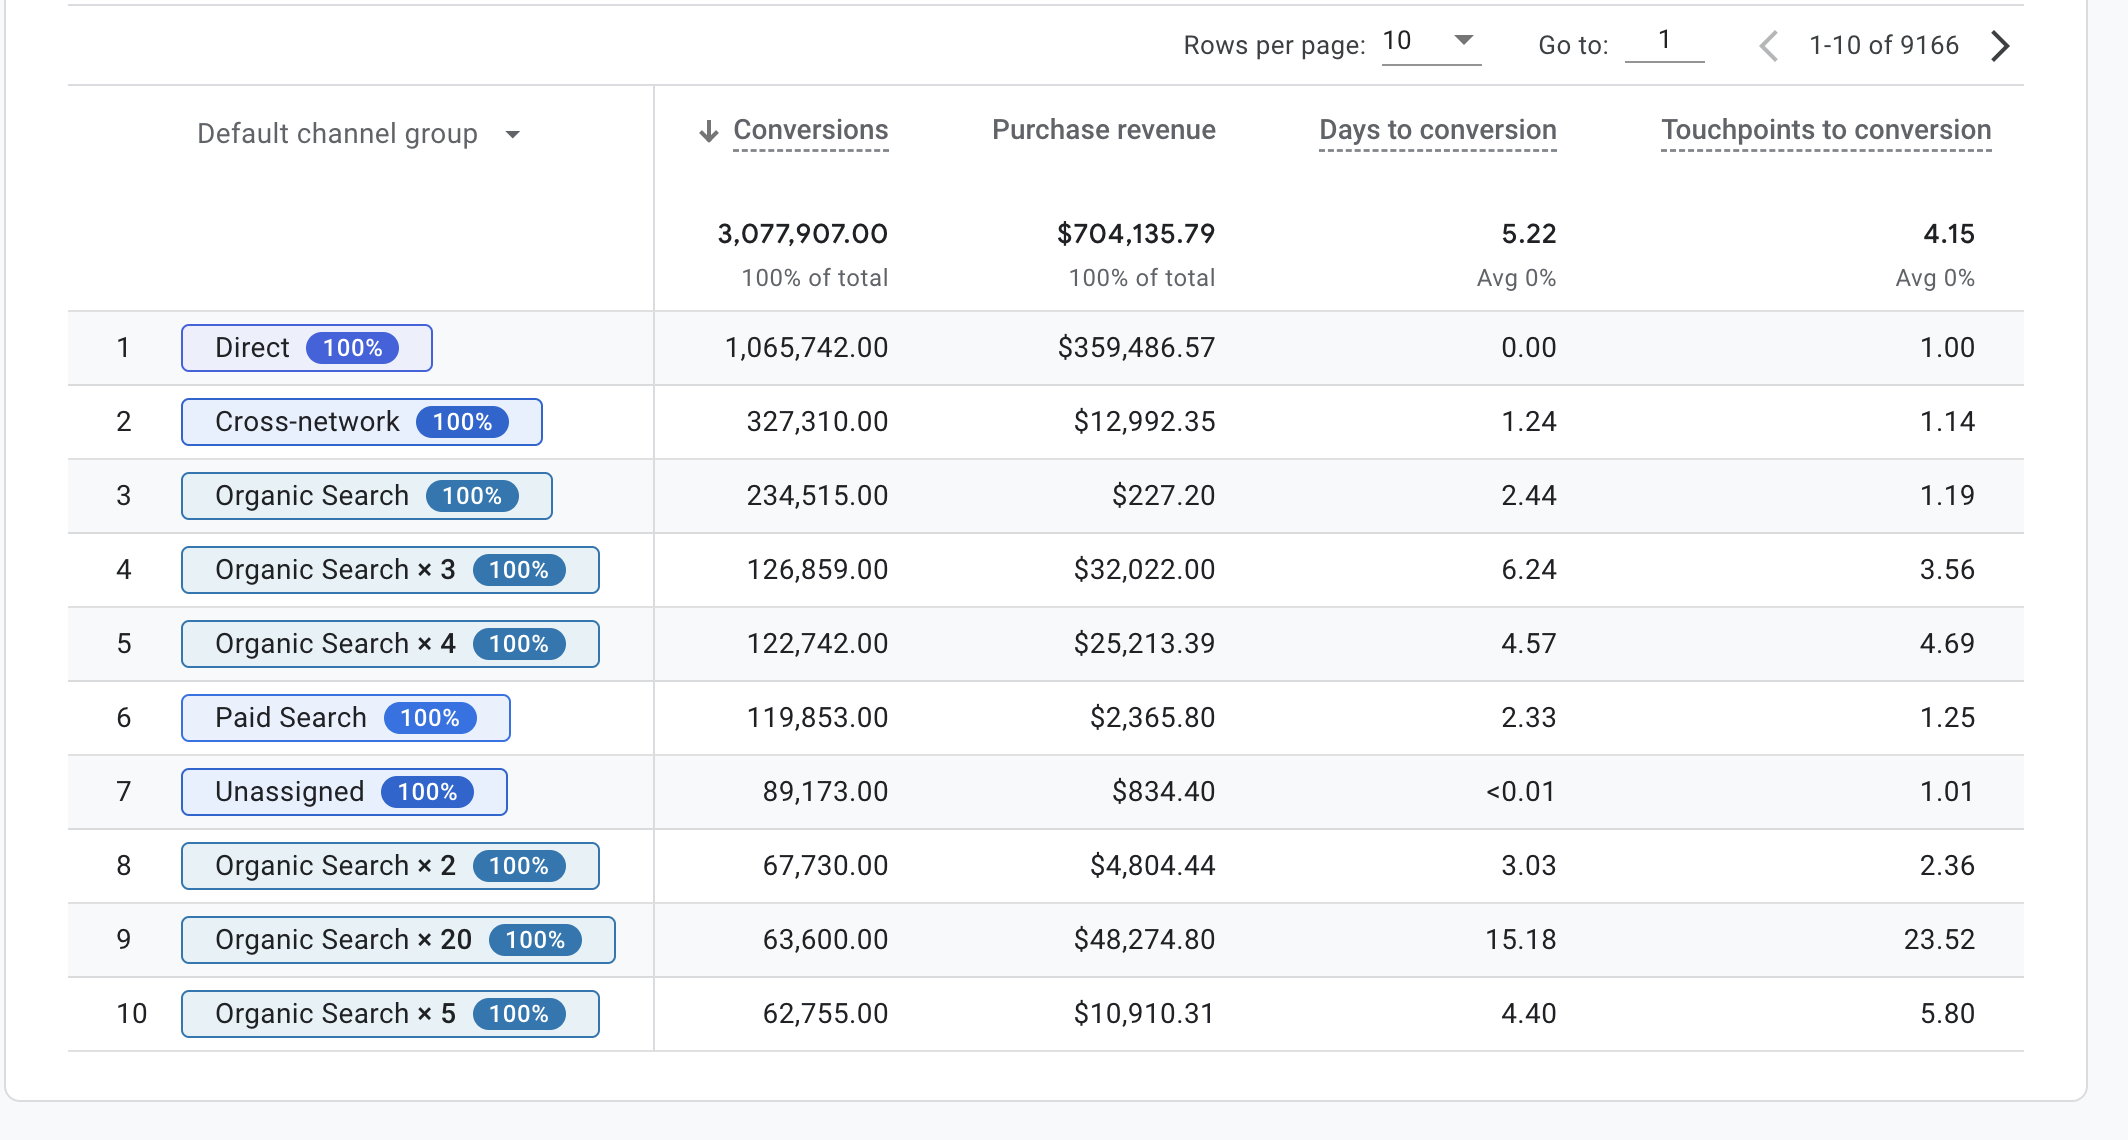 Rows per page: 10 Go to: 1 1-10 of 9166
Default channel group Conversions Purchase revenue Days to conversion Touchpoints to conversion
3,077,907.00 $704,135.79 5.22 4.15
100% of total 100% of total Avg 0% Avg 0%
1 Direct 100% 1,065,742.00 $359,486.57 0.00 1.00
2 Cross-network 100% 327,310.00 $12,992.35 1.24 1.14
3 Organic Search 100% 234,515.00 $227.20 2.44 1.19
4 Organic Search × 3 100% 126,859.00 $32,022.00 6.24 3.56
5 Organic Search × 4 100% 122,742.00 $25,213.39 4.57 4.69
6 Paid Search 100% 119,853.00 $2,365.80 2.33 1.25
7 Unassigned 100% 89,173.00 $834.40 <0.01 1.01
8 Organic Search × 2 100% 67,730.00 $4,804.44 3.03 2.36
9 Organic Search × 20 100% 63,600.00 $48,274.80 15.18 23.52
10 Organic Search × 5 100% 62,755.00 $10,910.31 4.40 5.80